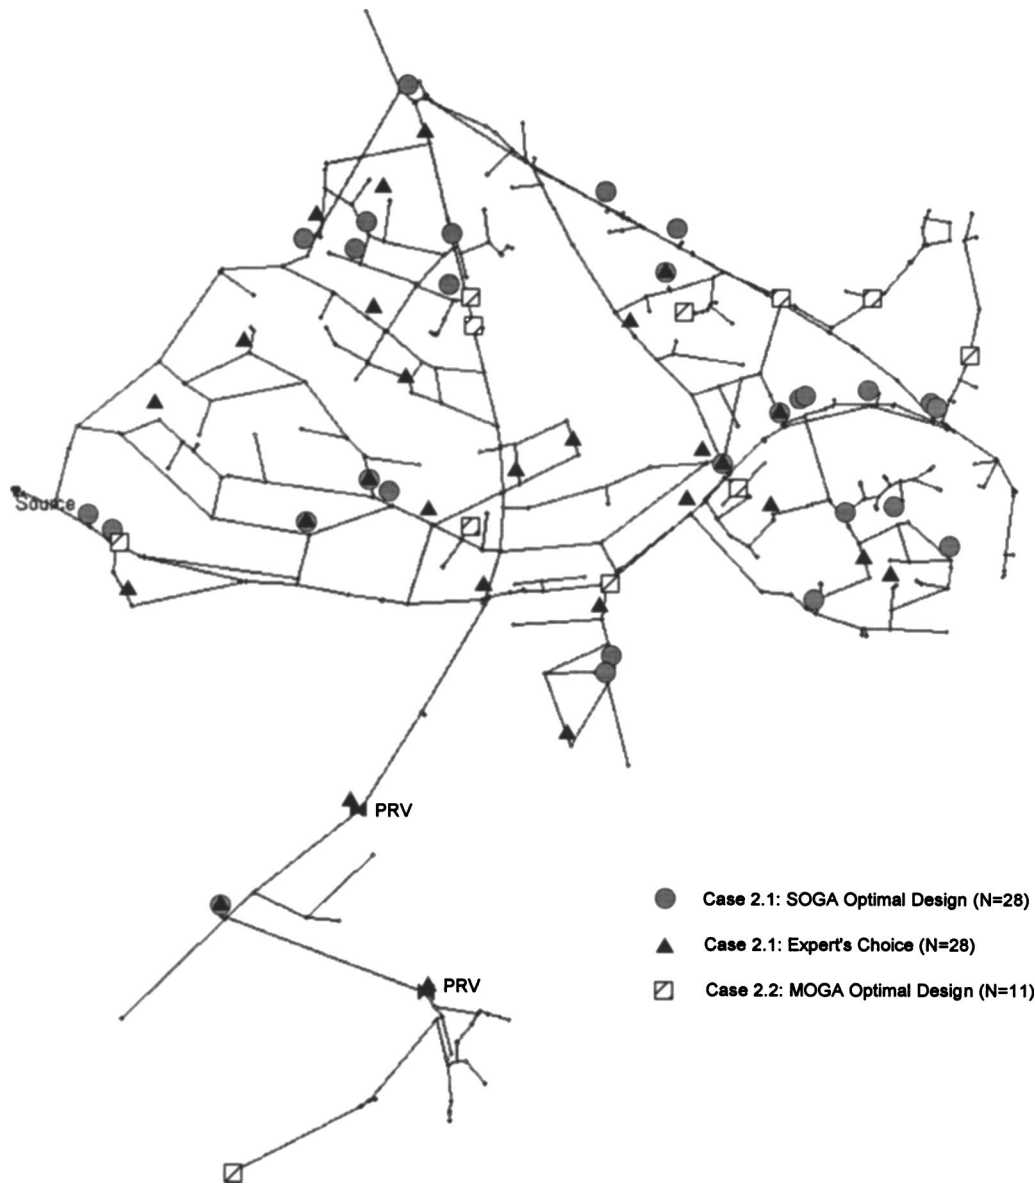 Source
PRV
Case 2.1: SOGA Optimal Design (N=28)
Case 2.1: Expert's Choice (N=28)
PRV
Case 2.2: MOGA Optimal Design (N=11)